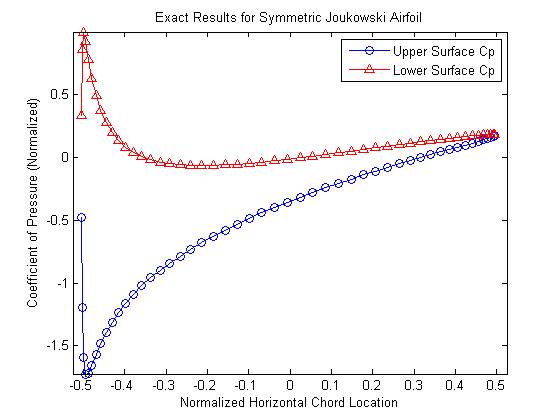 Exact Results for Symmetric Joukowski Airfoil
Upper Surface Cp
Lower Surface Cp
Coefficient of Pressure (Normalized)
0.5
0
-0.5
-1
-1.5
-0.5 -0.4 -0.3 -0.2 -0.1 0 0.1 0.2 0.3 0.4 0.5
Normalized Horizontal Chord Location